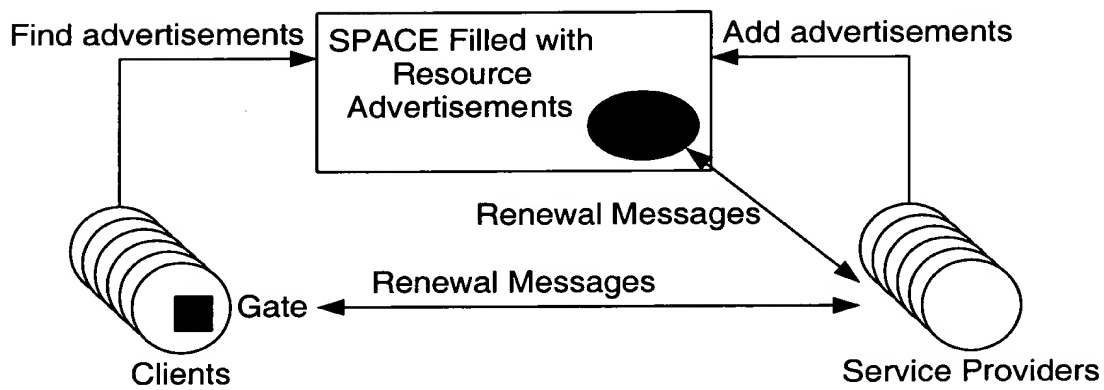 Find advertisements
SPACE Filled with
Resource
Advertisements
Add advertisements
Renewal Messages
Renewal Messages
Gate
Clients
Service Providers